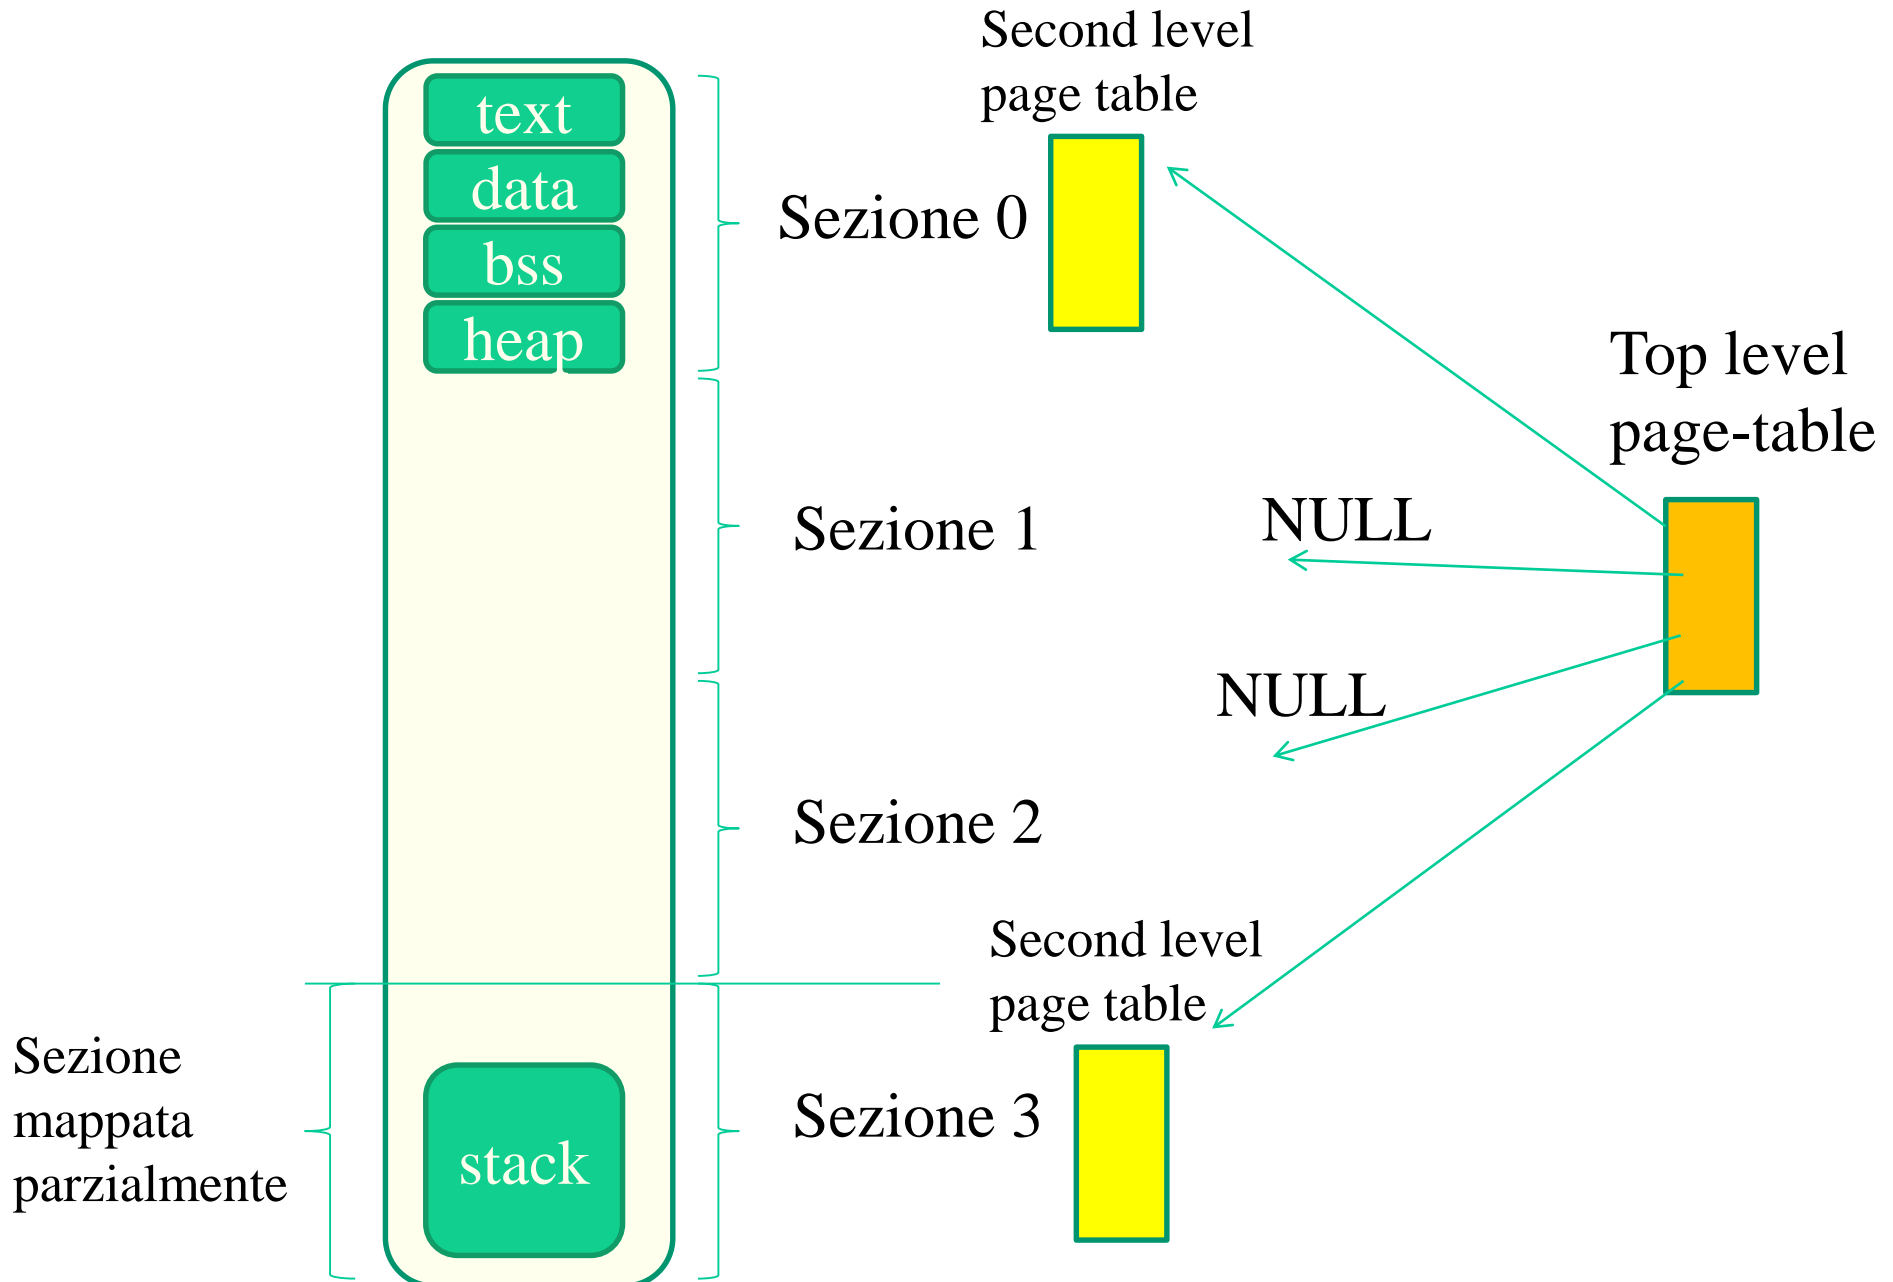 Second level
page table
text
data
bss
heap
Sezione 0
Top level
page-table
Sezione 1
NULL
NULL
Sezione 2
Second level
page table
Sezione
mappata
parzialmente
stack
Sezione 3